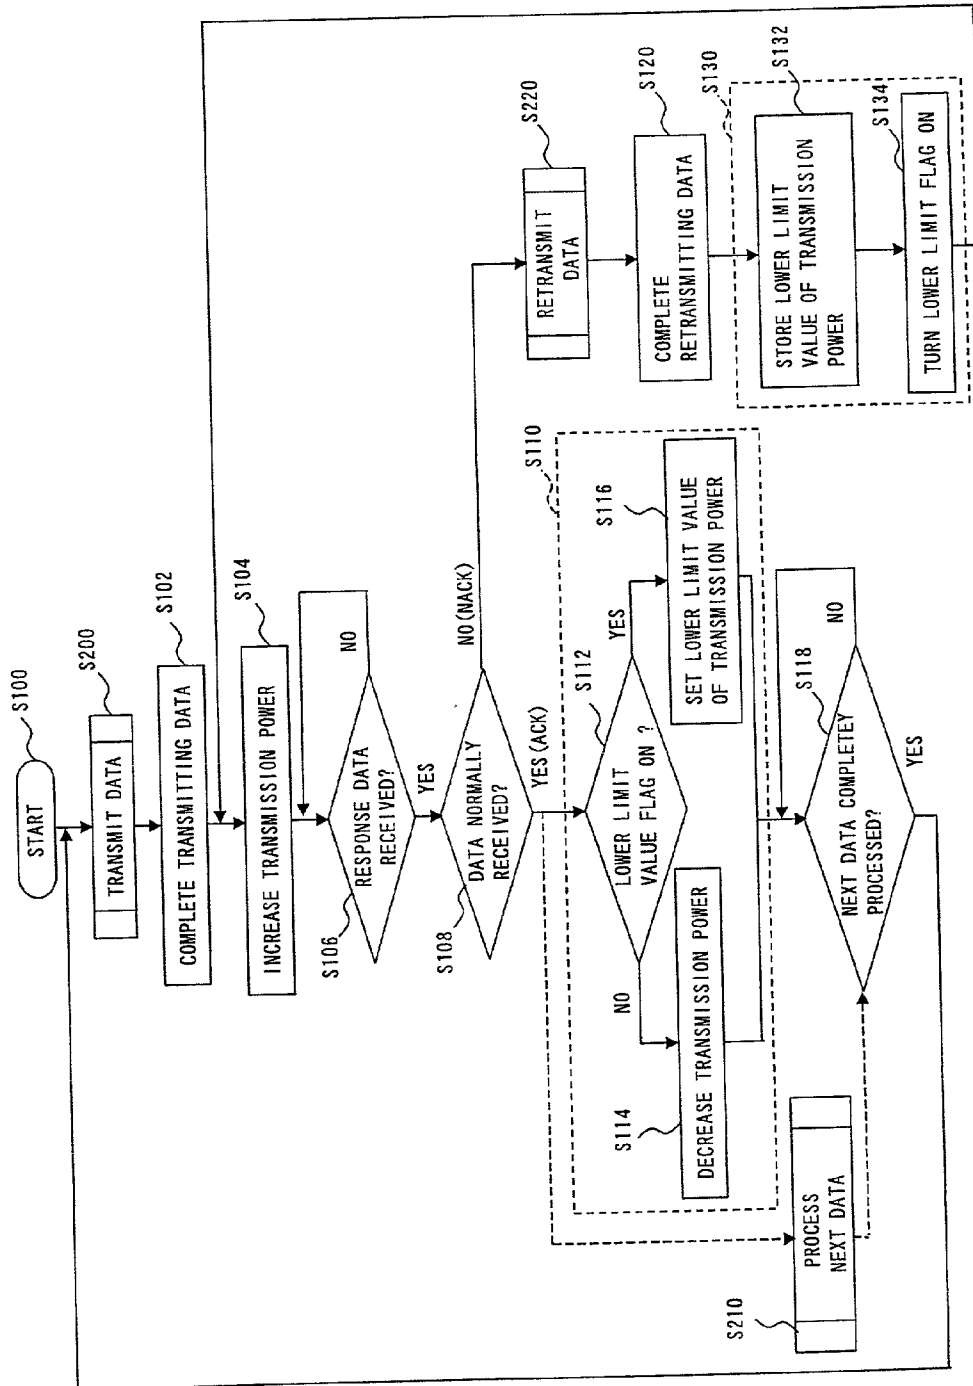 START
S100
TRANSMIT DATA
S200
COMPLETE TRANSMITTING DATA
S102
INCREASE TRANSMISSION POWER
S104
RESPONSE DATA
RECEIVED?
S106
NO
YES
DATA NORMALLY
RECEIVED?
S108
NO(NACK)
YES(ACK)
S110
LOWER LIMIT
VALUE FLAG ON ?
S112
NO
YES
DECREASE TRANSMISSION POWER
S114
SET LOWER LIMIT VALUE
OF TRANSMISSION POWER
S116
PROCESS
NEXT DATA
S210
NEXT DATA COMPLETEY
PROCESSED?
S118
NO
YES
RETRANSMIT
DATA
S220
COMPLETE
RETRANSMITTING DATA
S120
S130
STORE LOWER LIMIT
VALUE OF TRANSMISSION
POWER
S132
TURN LOWER LIMIT FLAG ON
S134